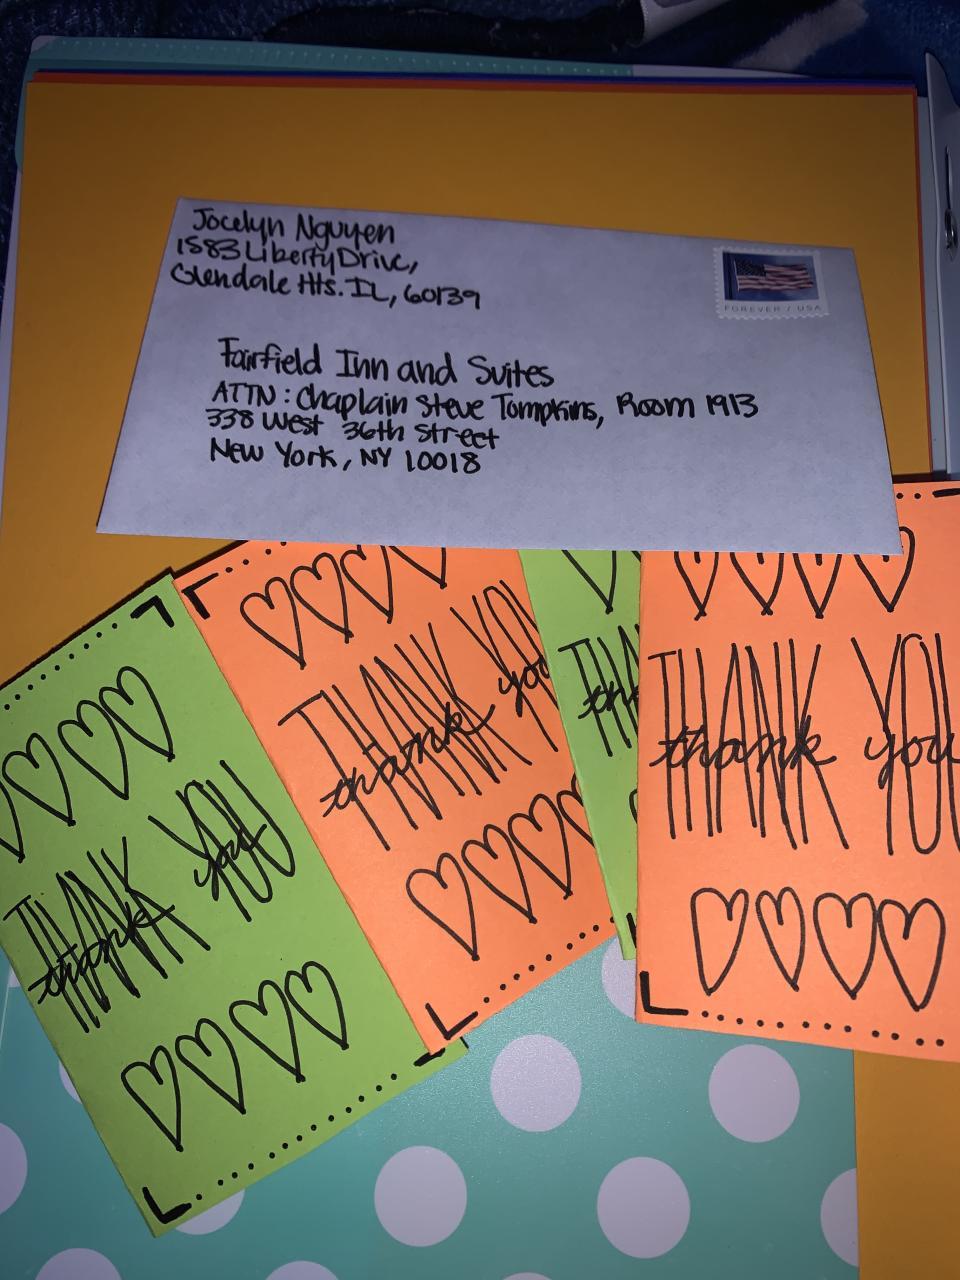 Jocelyn Nguyen
1583 Liberty Drive,
Glendale Hts. IL, 60139
FOREVER / USA
Fairfield Inn and Suites
ATTN: Chaplain Steve Tompkins, Room 1913
338 West 36th Street
New York, NY 10018
THANK YOU
thank you
THANK YOU
thank you
THAN
thank
THANK YOU
thank you